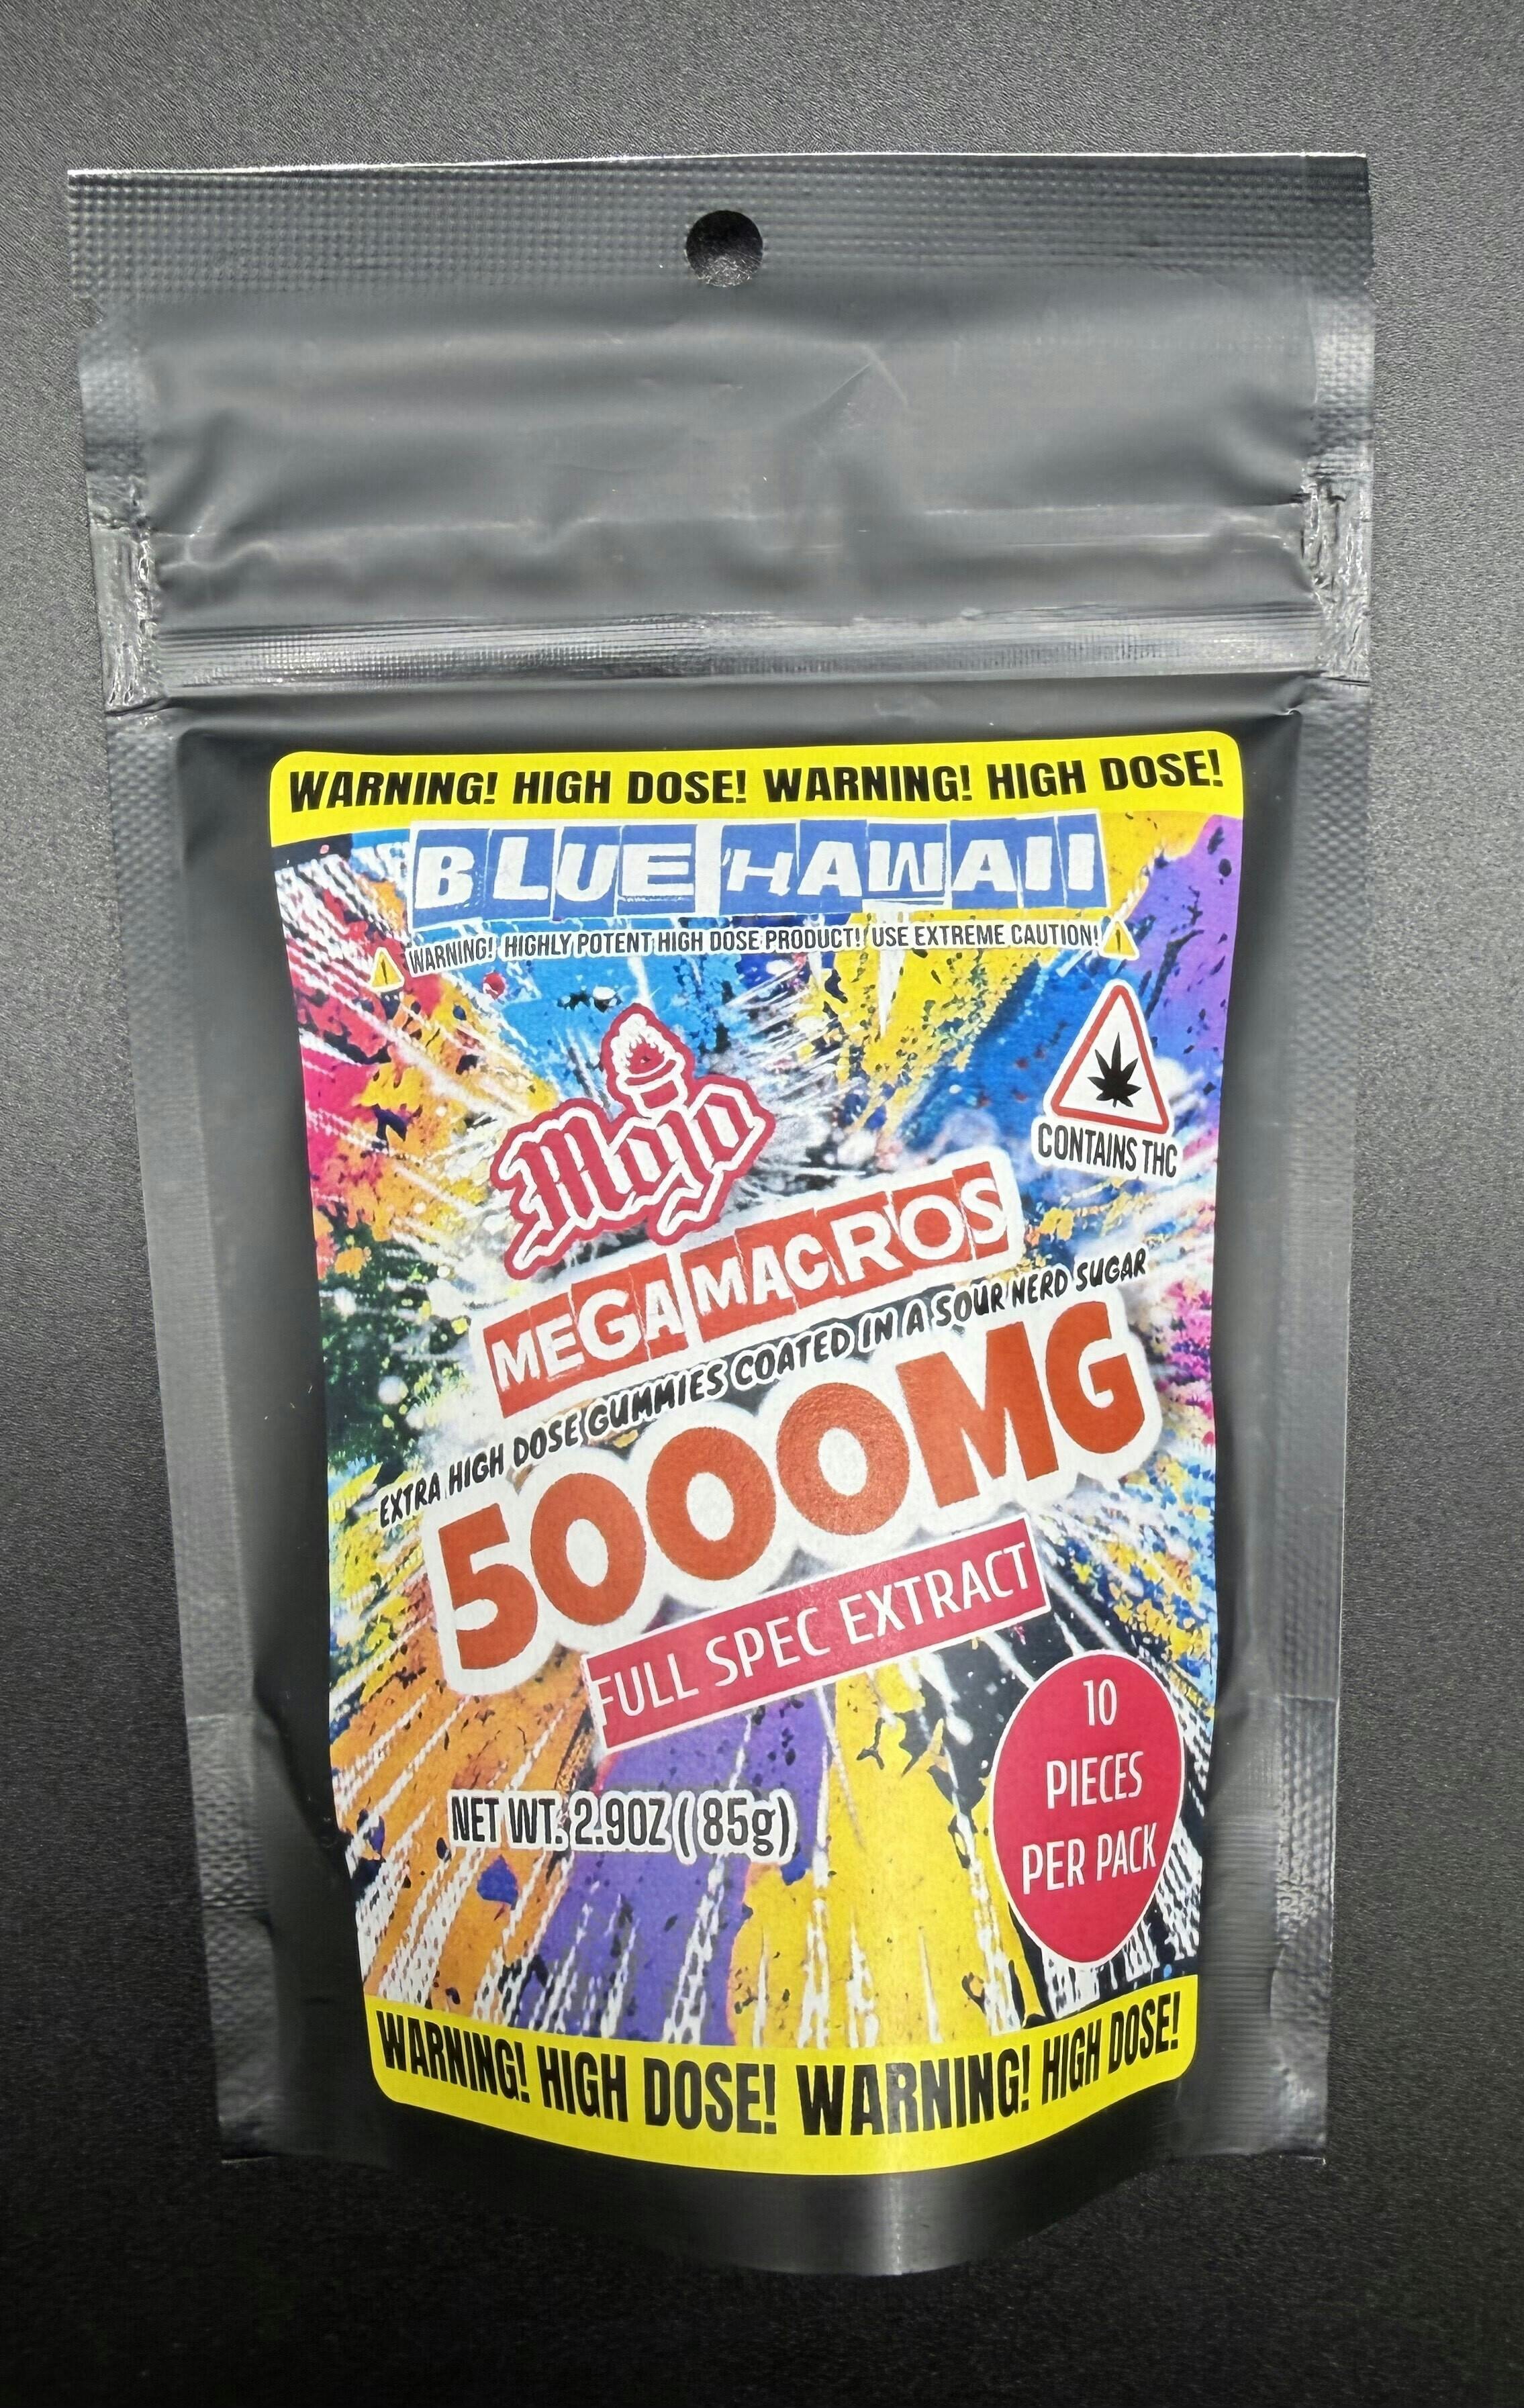 WARNING! HIGH DOSE! WARNING! HIGH DOSE!
BLUE HAWAII
WARNING! HIGHLY POTENT HIGH DOSE PRODUCT! USE EXTREME CAUTION!
Mojo
CONTAINS THC
MEGA MACROS
EXTRA HIGH DOSE GUMMIES COATED IN A SOUR NERD SUGAR
5000MG
FULL SPEC EXTRACT
10
PIECES
PER PACK
NET WT. 2.9OZ (85g)
WARNING! HIGH DOSE! WARNING! HIGH DOSE!